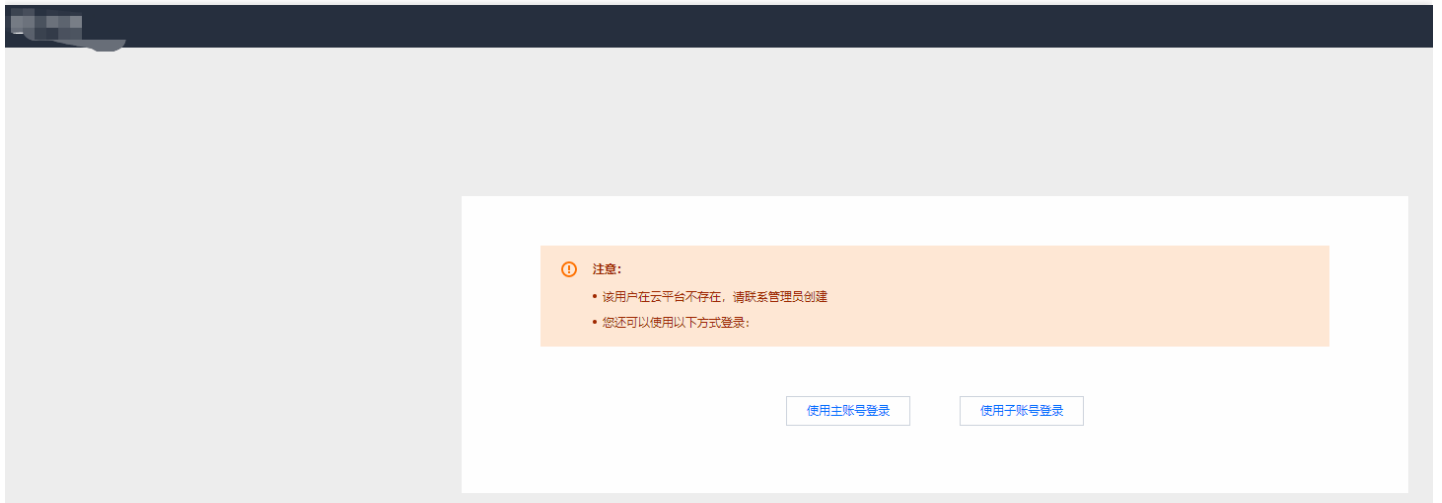 注意：
• 该用户在云平台不存在，请联系管理员创建
• 您还可以使用以下方式登录：
使用主账号登录
使用子账号登录